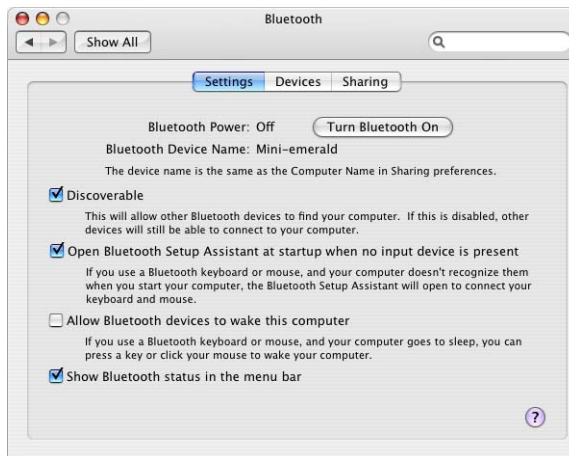 Bluetooth
Show All
Settings Devices Sharing
Bluetooth Power: Off Turn Bluetooth On
Bluetooth Device Name: Mini-emerald
The device name is the same as the Computer Name in Sharing preferences.
Discoverable
This will allow other Bluetooth devices to find your computer. If this is disabled, other
devices will still be able to connect to your computer.
Open Bluetooth Setup Assistant at startup when no input device is present
If you use a Bluetooth keyboard or mouse, and your computer doesn't recognize them
when you start your computer, the Bluetooth Setup Assistant will open to connect your
keyboard and mouse.
Allow Bluetooth devices to wake this computer
If you use a Bluetooth keyboard or mouse, and your computer goes to sleep, you can
press a key or click your mouse to wake your computer.
Show Bluetooth status in the menu bar
?